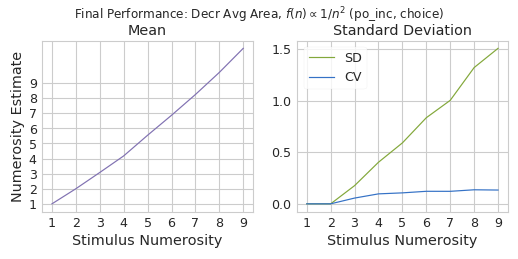 Final Performance: Decr Avg Area, f(n) ∝ 1/n² (po_inc, choice)
Mean
Numerosity Estimate
9
8
7
6
5
4
3
2
1
1 2 3 4 5 6 7 8 9
Stimulus Numerosity
Standard Deviation
SD
CV
1.5
1.0
0.5
0.0
1 2 3 4 5 6 7 8 9
Stimulus Numerosity